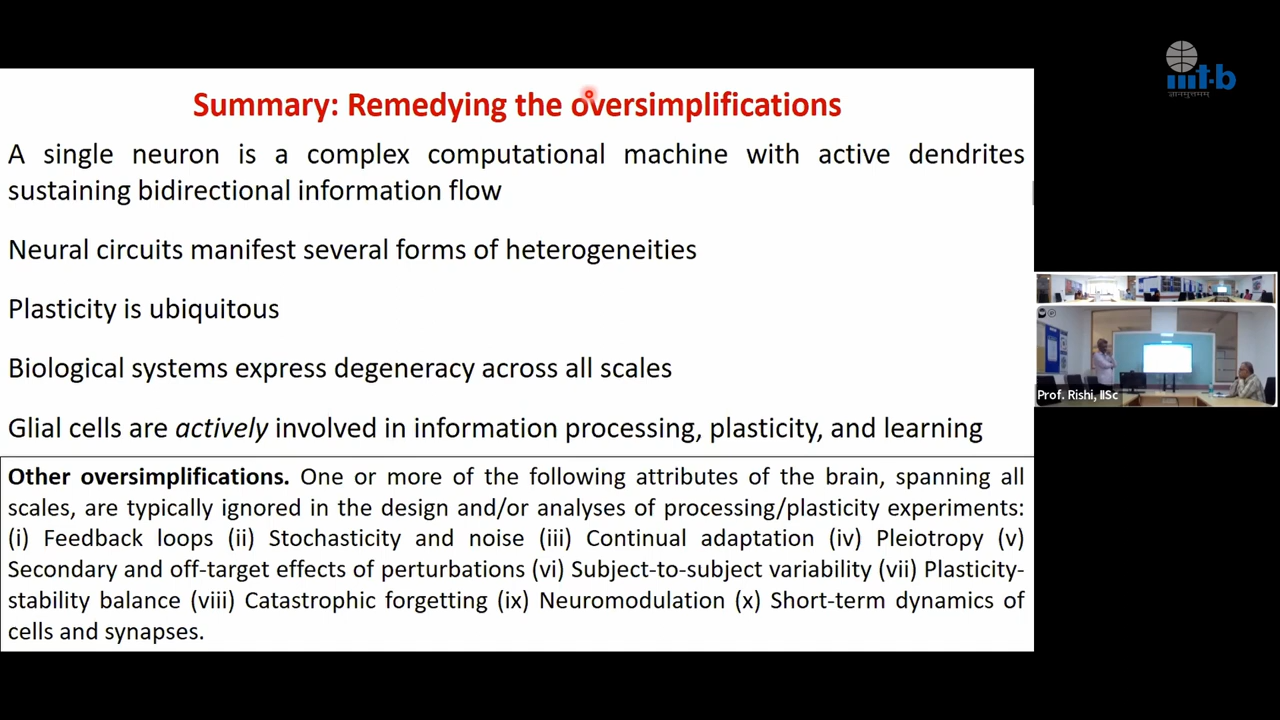 Summary: Remedying the oversimplifications
A single neuron is a complex computational machine with active dendrites
sustaining bidirectional information flow
Neural circuits manifest several forms of heterogeneities
Plasticity is ubiquitous
Biological systems express degeneracy across all scales
Glial cells are actively involved in information processing, plasticity, and learning
Other oversimplifications. One or more of the following attributes of the brain, spanning all
scales, are typically ignored in the design and/or analyses of processing/plasticity experiments:
(i) Feedback loops (ii) Stochasticity and noise (iii) Continual adaptation (iv) Pleiotropy (v)
Secondary and off-target effects of perturbations (vi) Subject-to-subject variability (vii) Plasticity-
stability balance (viii) Catastrophic forgetting (ix) Neuromodulation (x) Short-term dynamics of
cells and synapses.
iiit-b
ज्ञानमुत्तमम्
Prof. Rishi, IISc